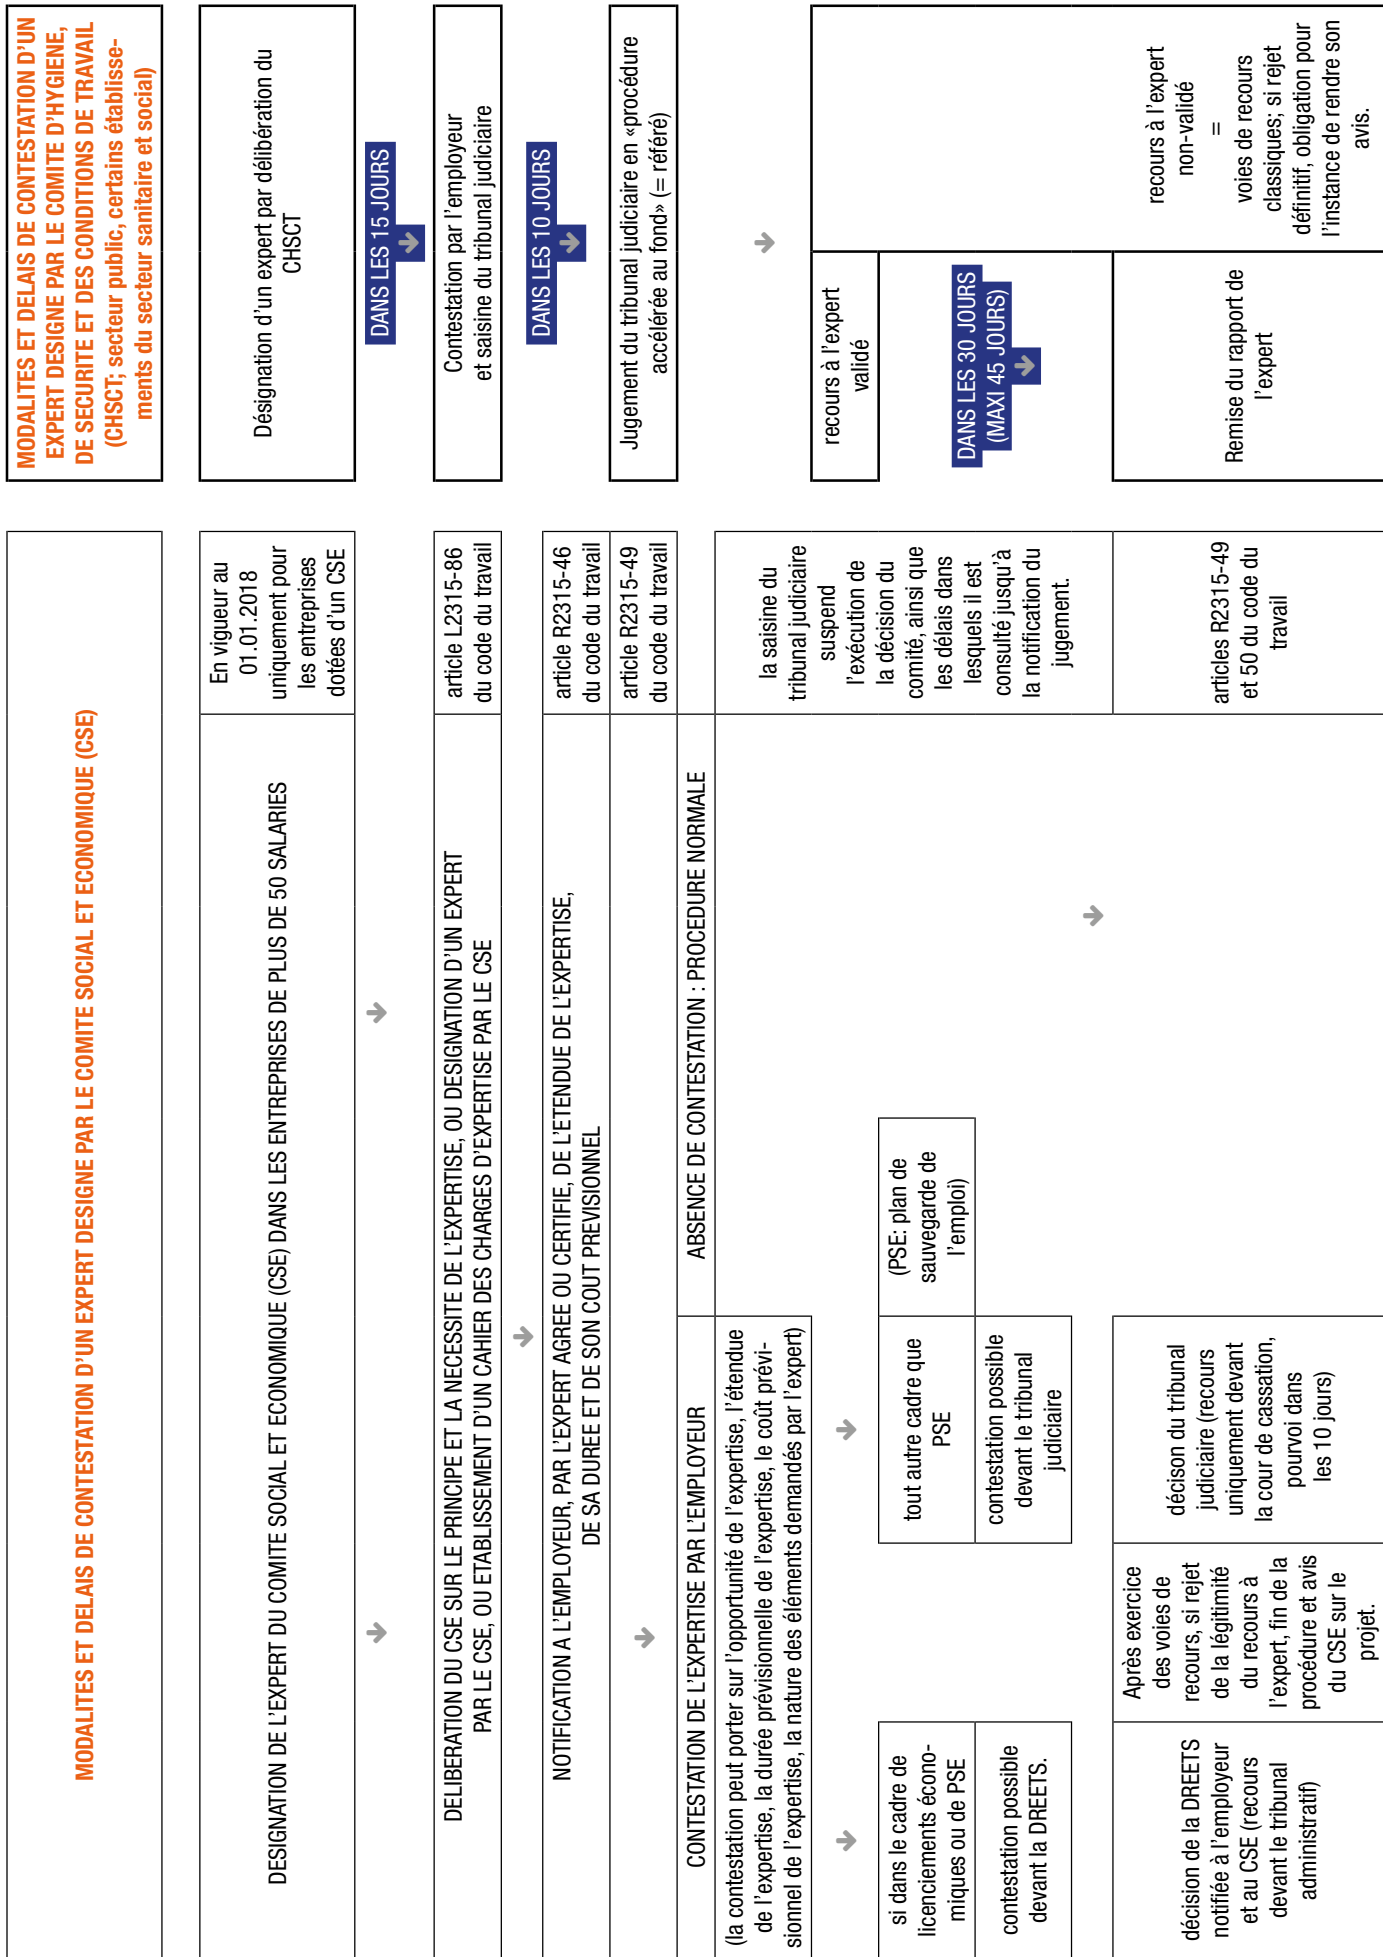 MODALITES ET DELAIS DE CONTESTATION D'UN EXPERT DESIGNE PAR LE COMITE SOCIAL ET ECONOMIQUE (CSE)
DESIGNATION DE L'EXPERT DU COMITE SOCIAL ET ECONOMIQUE (CSE) DANS LES ENTREPRISES DE PLUS DE 50 SALARIES
En vigueur au
01.01.2018
uniquement pour
les entreprises
dotées d'un CSE
DELIBERATION DU CSE SUR LE PRINCIPE ET LA NECESSITE DE L'EXPERTISE, OU DESIGNATION D'UN EXPERT
PAR LE CSE, OU ETABLISSEMENT D'UN CAHIER DES CHARGES D'EXPERTISE PAR LE CSE
article L2315-86
du code du travail
NOTIFICATION A L'EMPLOYEUR, PAR L'EXPERT AGREE OU CERTIFIE, DE L'ETENDUE DE L'EXPERTISE,
DE SA DUREE ET DE SON COUT PREVISIONNEL
article R2315-46
du code du travail
article R2315-49
du code du travail
CONTESTATION DE L'EXPERTISE PAR L'EMPLOYEUR
ABSENCE DE CONTESTATION : PROCEDURE NORMALE
(la contestation peut porter sur l'opportunité de l'expertise, l'étendue
de l'expertise, la durée prévisionnelle de l'expertise, le coût prévi-
sionnel de l'expertise, la nature des éléments demandés par l'expert)
la saisine du
tribunal judiciaire
suspend
l'exécution de
la décision du
comité, ainsi que
les délais dans
lesquels il est
consulté jusqu'à
la notification du
jugement.
si dans le cadre de
licenciements écono-
miques ou de PSE
tout autre cadre que
PSE
(PSE: plan de
sauvegarde de
l'emploi)
contestation possible
devant la DREETS.
contestation possible
devant le tribunal
judiciaire
décision de la DREETS
notifiée à l'employeur
et au CSE (recours
devant le tribunal
administratif)
Après exercice
des voies de
recours, si rejet
de la légitimité
du recours à
l'expert, fin de la
procédure et avis
du CSE sur le
projet.
décison du tribunal
judiciaire (recours
uniquement devant
la cour de cassation,
pourvoi dans
les 10 jours)
articles R2315-49
et 50 du code du
travail
MODALITES ET DELAIS DE CONTESTATION D'UN
EXPERT DESIGNE PAR LE COMITE D'HYGIENE,
DE SECURITE ET DES CONDITIONS DE TRAVAIL
(CHSCT; secteur public, certains établisse-
ments du secteur sanitaire et social)
Désignation d'un expert par délibération du
CHSCT
DANS LES 15 JOURS
Contestation par l'employeur
et saisine du tribunal judiciaire
DANS LES 10 JOURS
Jugement du tribunal judiciaire en «procédure
accélérée au fond» (= référé)
recours à l'expert
validé
DANS LES 30 JOURS
(MAXI 45 JOURS)
Remise du rapport de
l'expert
recours à l'expert
non-validé
=
voies de recours
classiques; si rejet
définitif, obligation pour
l'instance de rendre son
avis.